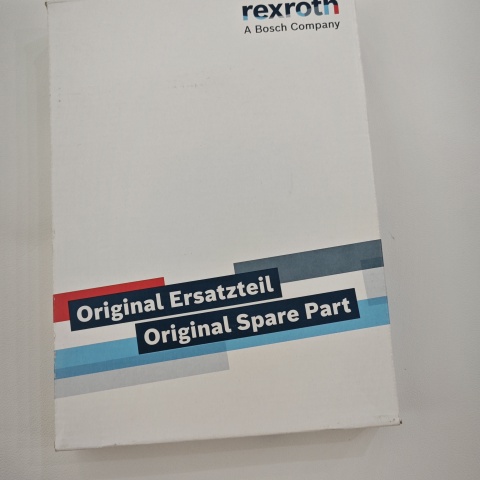 rexroth
A Bosch Company
Original Ersatzteil
Original Spare Part